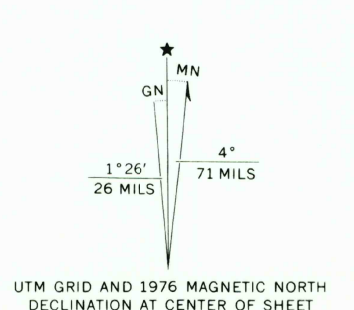 ★
MN
GN
1°26′
26 MILS
4°
71 MILS
UTM GRID AND 1976 MAGNETIC NORTH
DECLINATION AT CENTER OF SHEET